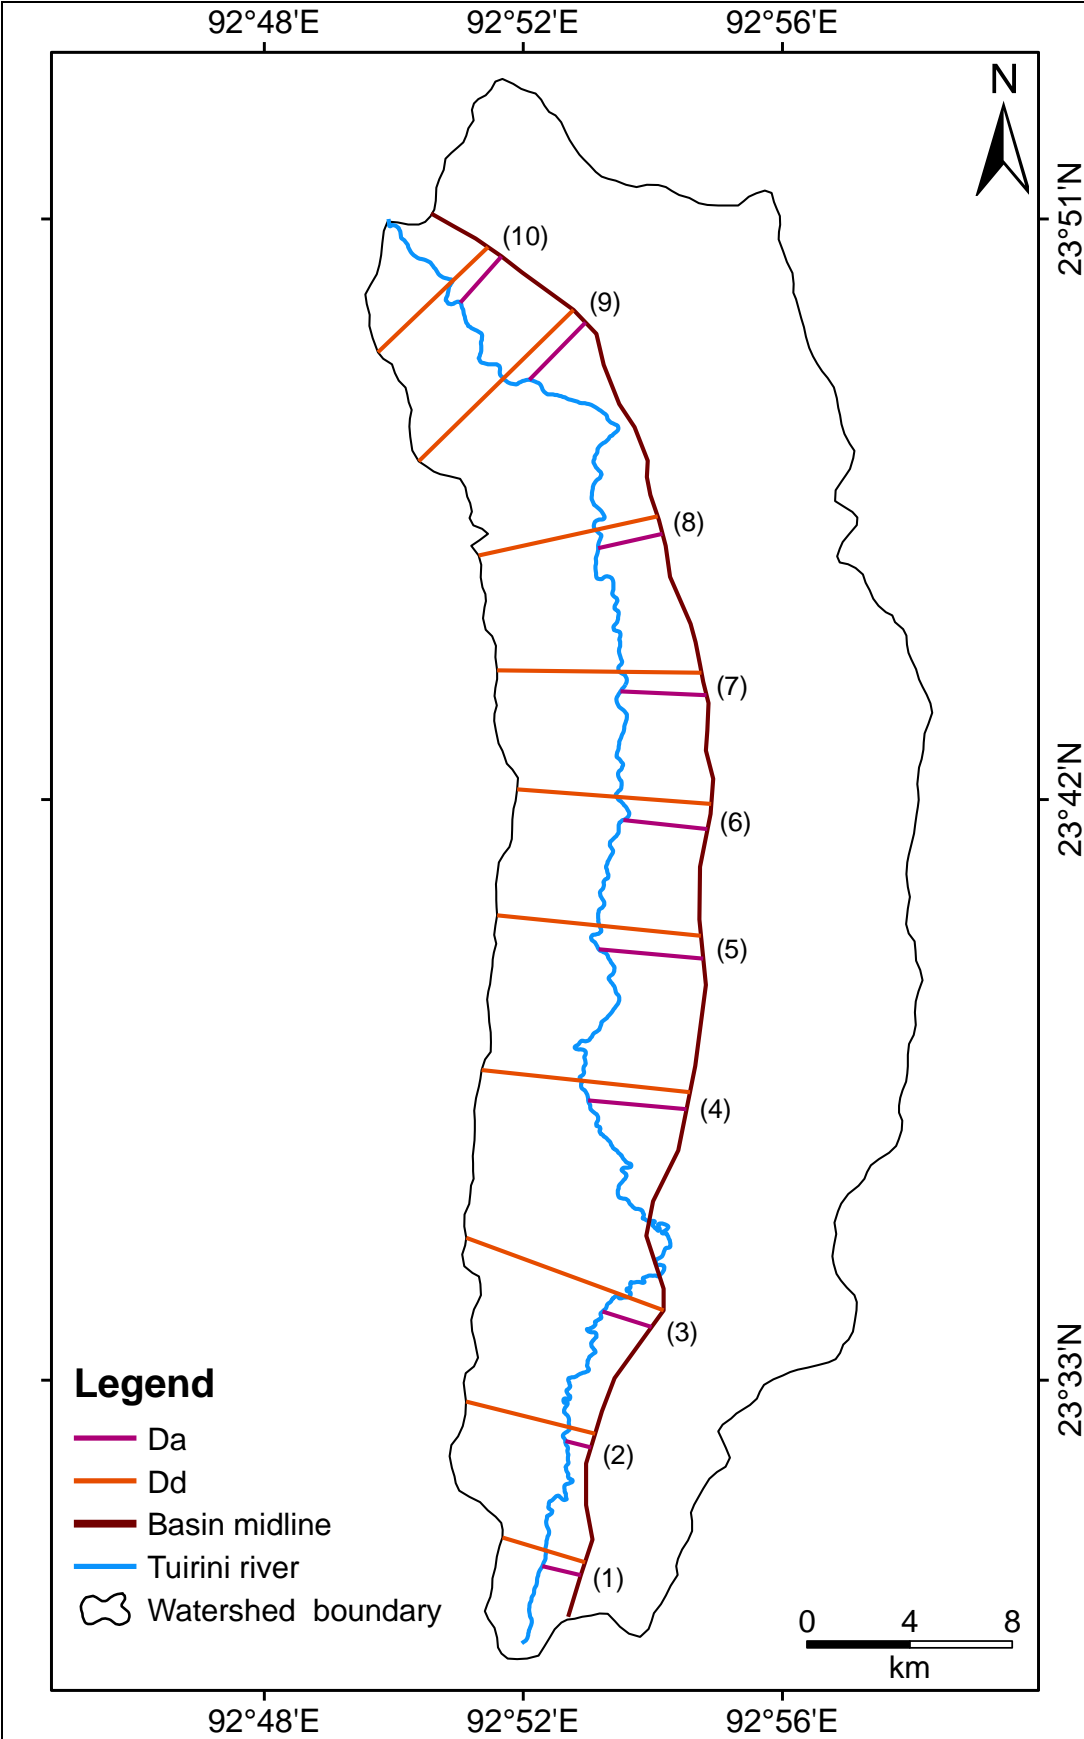 92°48'E 92°52'E 92°56'E
N
23°51'N
(10)
(9)
(8)
(7)
23°42'N
(6)
(5)
(4)
(3)
23°33'N
(2)
(1)
Legend
Da
Dd
Basin midline
Tuirini river
Watershed boundary
0 4 8
km
92°48'E 92°52'E 92°56'E